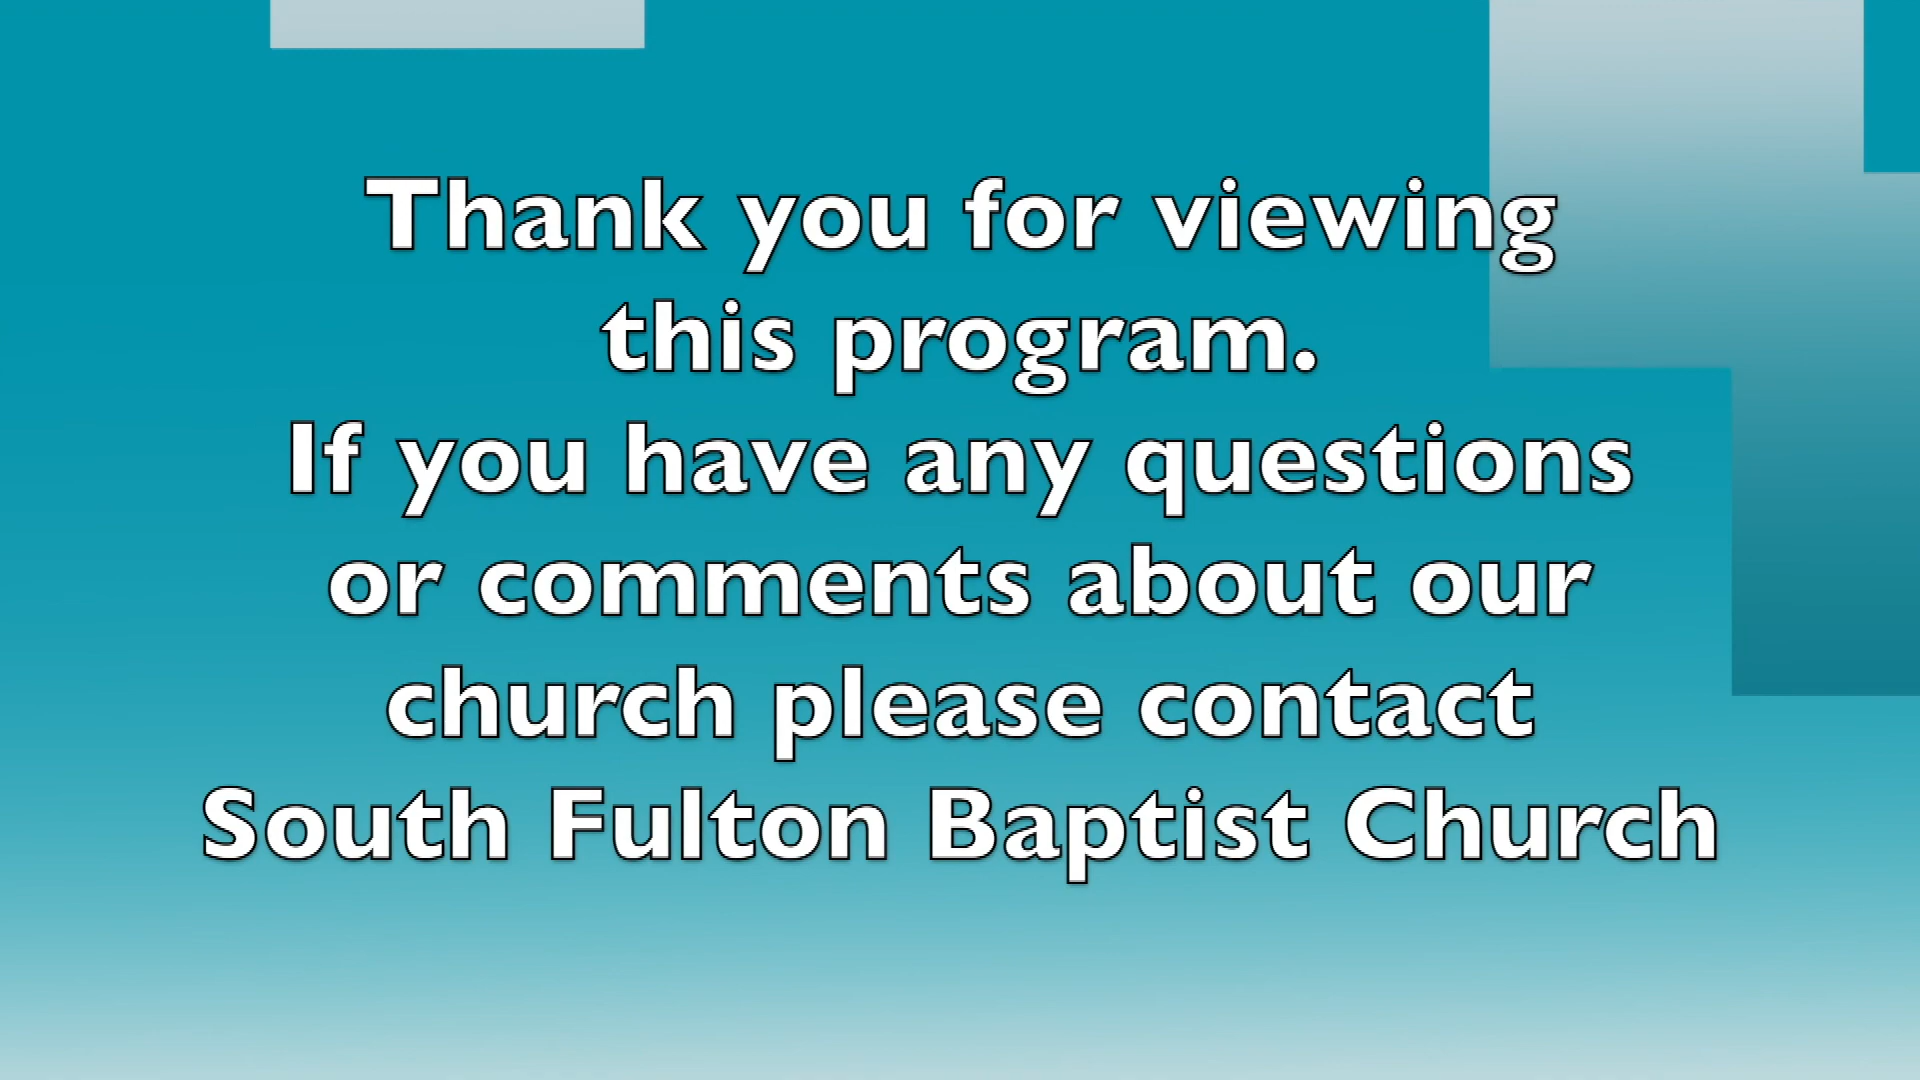 Thank you for viewing
this program.
If you have any questions
or comments about our
church please contact
South Fulton Baptist Church